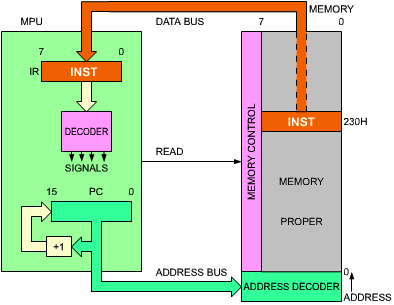 MPU
DATA BUS
MEMORY
7
0
7
0
IR
INST
DECODER
SIGNALS
READ
MEMORY CONTROL
INST
230H
MEMORY
PROPER
15
PC
0
+1
ADDRESS BUS
ADDRESS DECODER
0
ADDRESS